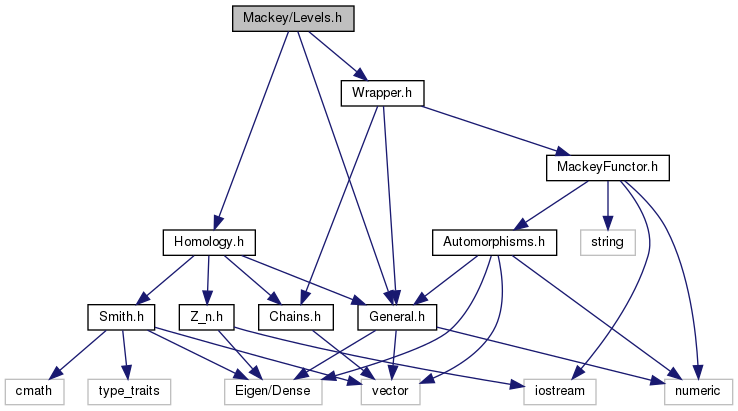 Mackey/Levels.h
Wrapper.h
MackeyFunctor.h
Homology.h
Automorphisms.h
string
Smith.h
Z_n.h
Chains.h
General.h
cmath
type_traits
Eigen/Dense
vector
iostream
numeric